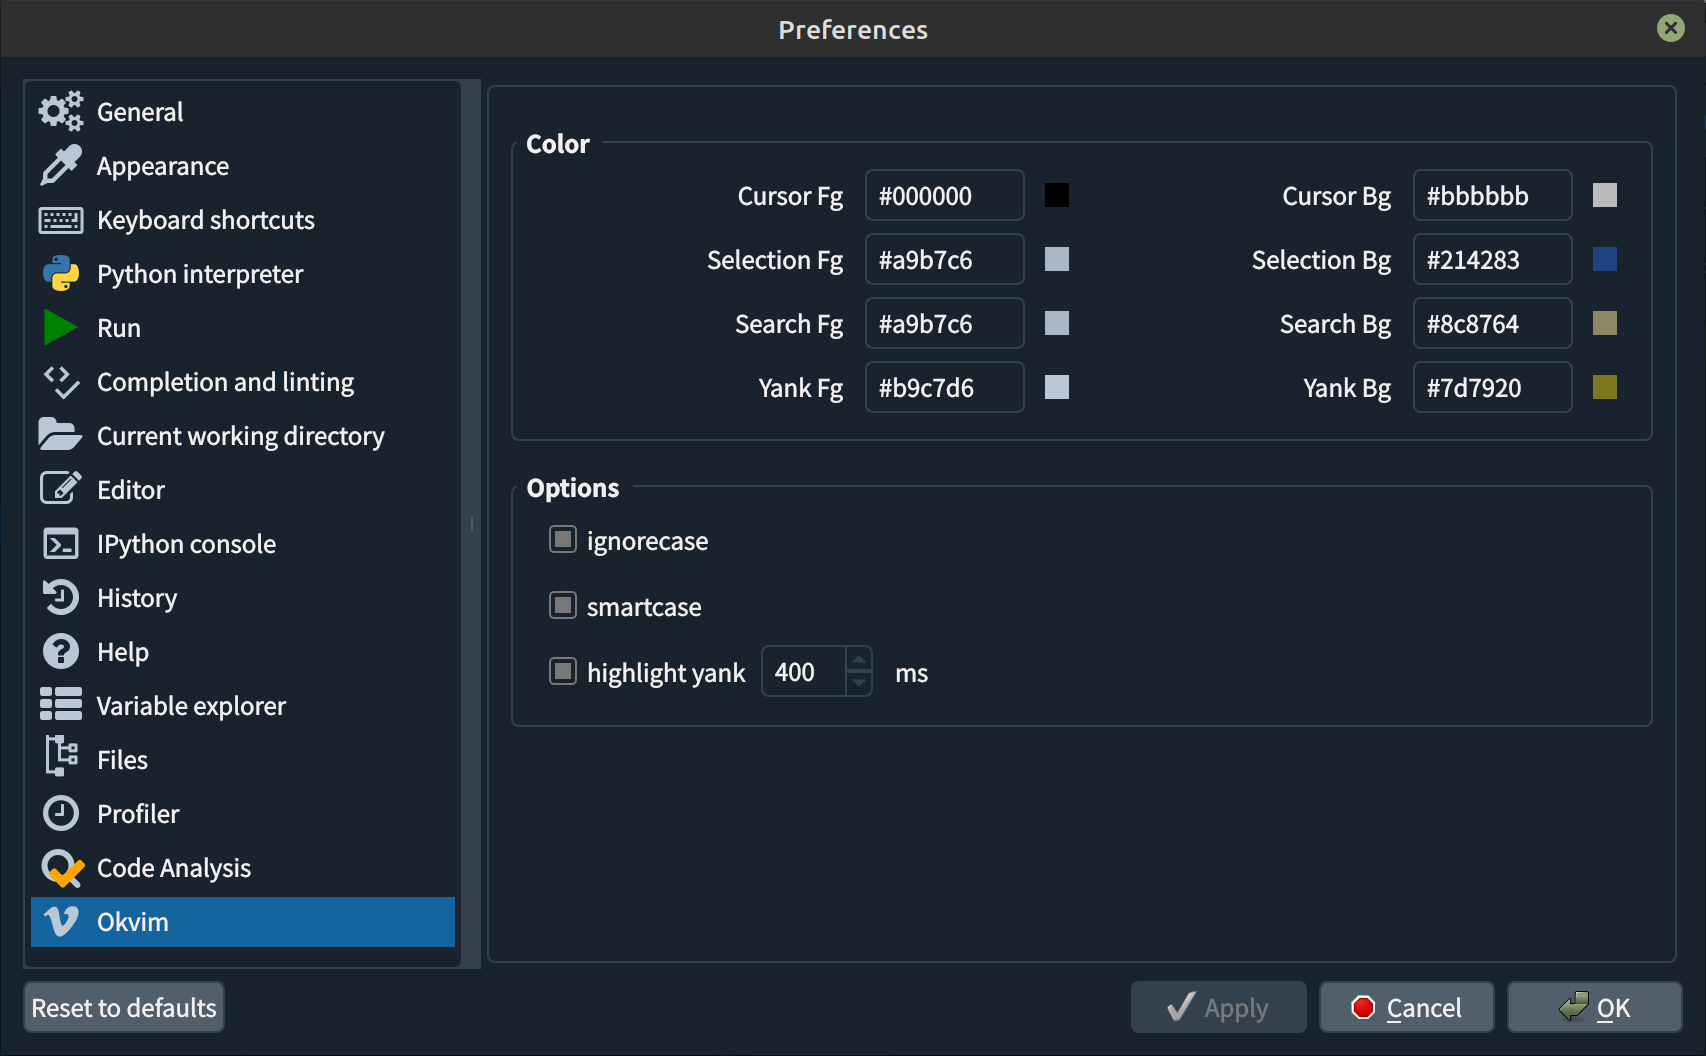 Preferences
General
Appearance
Keyboard shortcuts
Python interpreter
Run
Completion and linting
Current working directory
Editor
IPython console
History
Help
Variable explorer
Files
Profiler
Code Analysis
Okvim
Color
Cursor Fg #000000 Cursor Bg #bbbbbb
Selection Fg #a9b7c6 Selection Bg #214283
Search Fg #a9b7c6 Search Bg #8c8764
Yank Fg #b9c7d6 Yank Bg #7d7920
Options
ignorecase
smartcase
highlight yank 400 ms
Reset to defaults Apply Cancel OK